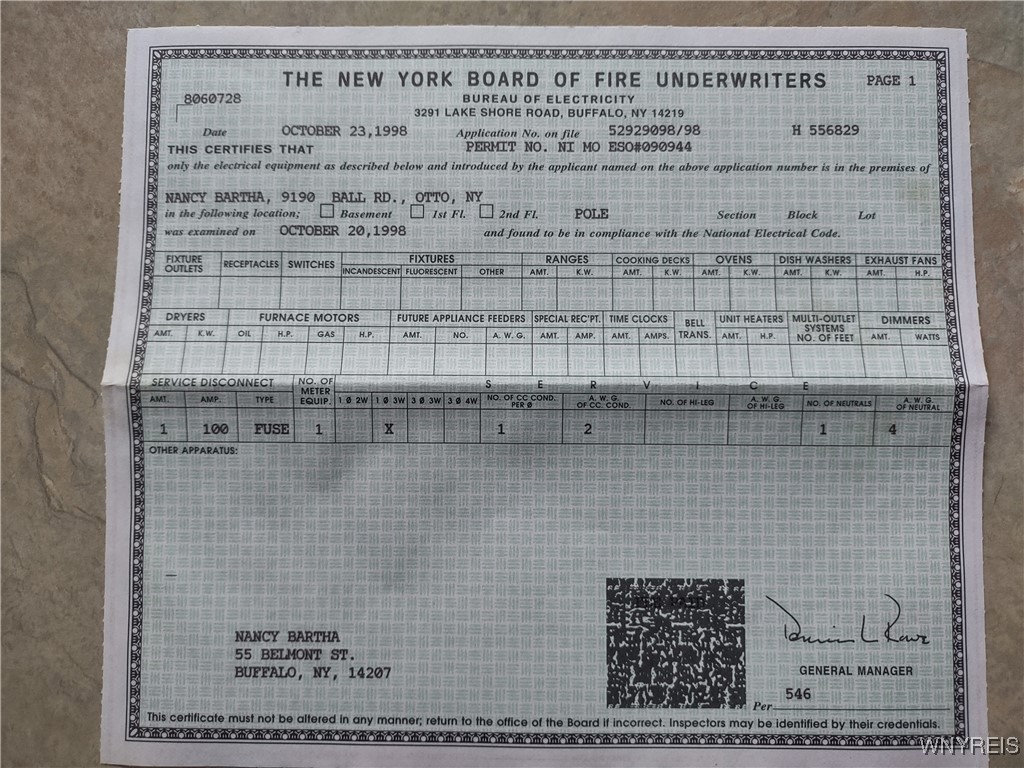 THE NEW YORK BOARD OF FIRE UNDERWRITERS PAGE 1
8060728 BUREAU OF ELECTRICITY
3291 LAKE SHORE ROAD, BUFFALO, NY 14219
Date OCTOBER 23,1998 Application No. on file 52929098/98 H 556829
THIS CERTIFIES THAT PERMIT NO. NI MO ESO#090944
only the electrical equipment as described below and introduced by the applicant named on the above application number is in the premises of
NANCY BARTHA, 9190 BALL RD., OTTO, NY
in the following location; Basement 1st Fl. 2nd Fl. POLE Section Block Lot
was examined on OCTOBER 20,1998 and found to be in compliance with the National Electrical Code.
FIXTURE OUTLETS RECEPTACLES SWITCHES FIXTURES RANGES COOKING DECKS OVENS DISH WASHERS EXHAUST FANS
INCANDESCENT FLUORESCENT OTHER AMT. K.W. AMT. K.W. AMT. K.W. AMT. K.W. AMT. H.P.
DRYERS FURNACE MOTORS FUTURE APPLIANCE FEEDERS SPECIAL REC'PT. TIME CLOCKS BELL TRANS. UNIT HEATERS MULTI-OUTLET SYSTEMS NO. OF FEET DIMMERS
AMT. K.W. OIL H.P. GAS H.P. AMT. NO. A. W. G. AMT. AMP. AMT. AMPS. AMT. H.P. AMT. WATTS
SERVICE DISCONNECT NO. OF METER EQUIP. S E R V I C E
AMT. AMP. TYPE 1 Ø 2W 1 Ø 3W 3 Ø 3W 3 Ø 4W NO. OF CC COND. PER Ø A. W. G. OF CC. COND. NO. OF HI-LEG A. W. G. OF HI-LEG NO. OF NEUTRALS A. W. G. OF NEUTRAL
1 100 FUSE 1 X 1 2 1 4
OTHER APPARATUS:
NANCY BARTHA
55 BELMONT ST.
BUFFALO, NY, 14207
GENERAL MANAGER
546
Per
This certificate must not be altered in any manner; return to the office of the Board if incorrect. Inspectors may be identified by their credentials.
WNYREIS